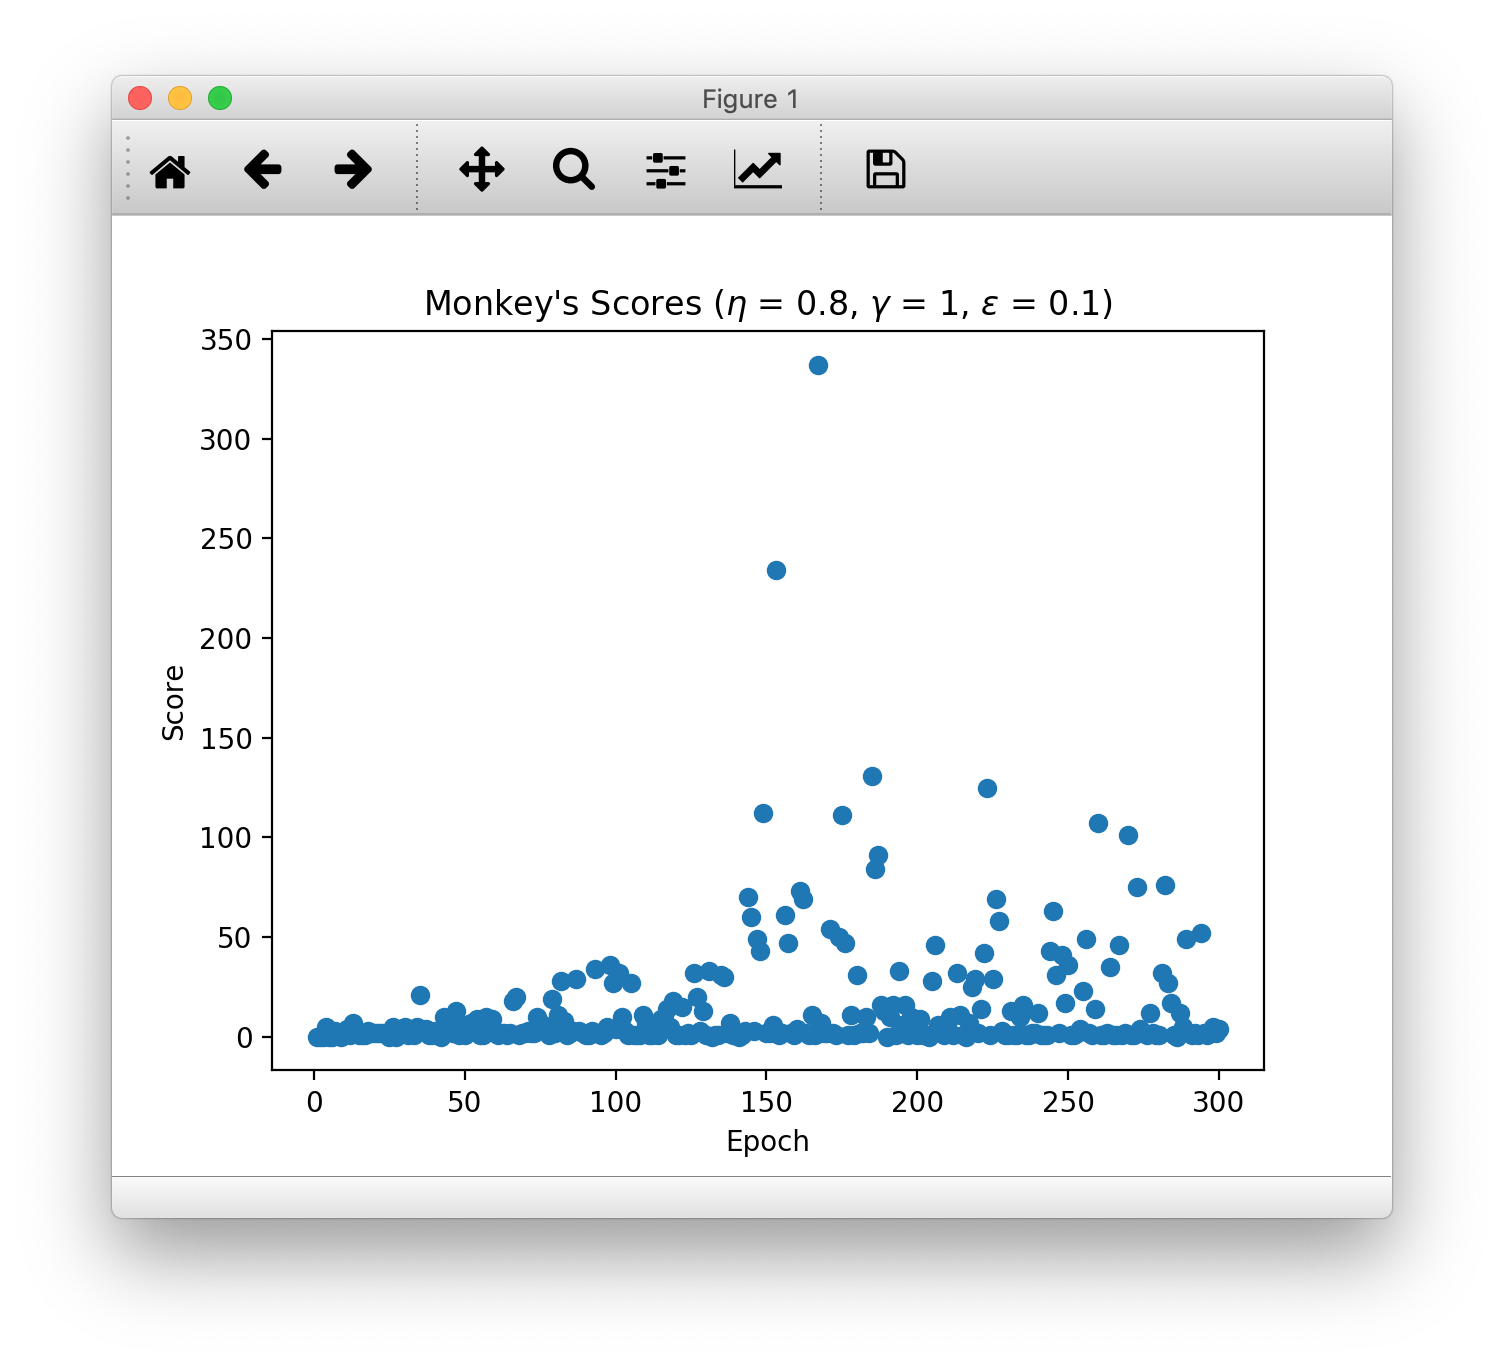 Figure 1
Monkey's Scores (η = 0.8, γ = 1, ε = 0.1)
350
300
250
200
150
100
50
0
Score
0 50 100 150 200 250 300
Epoch